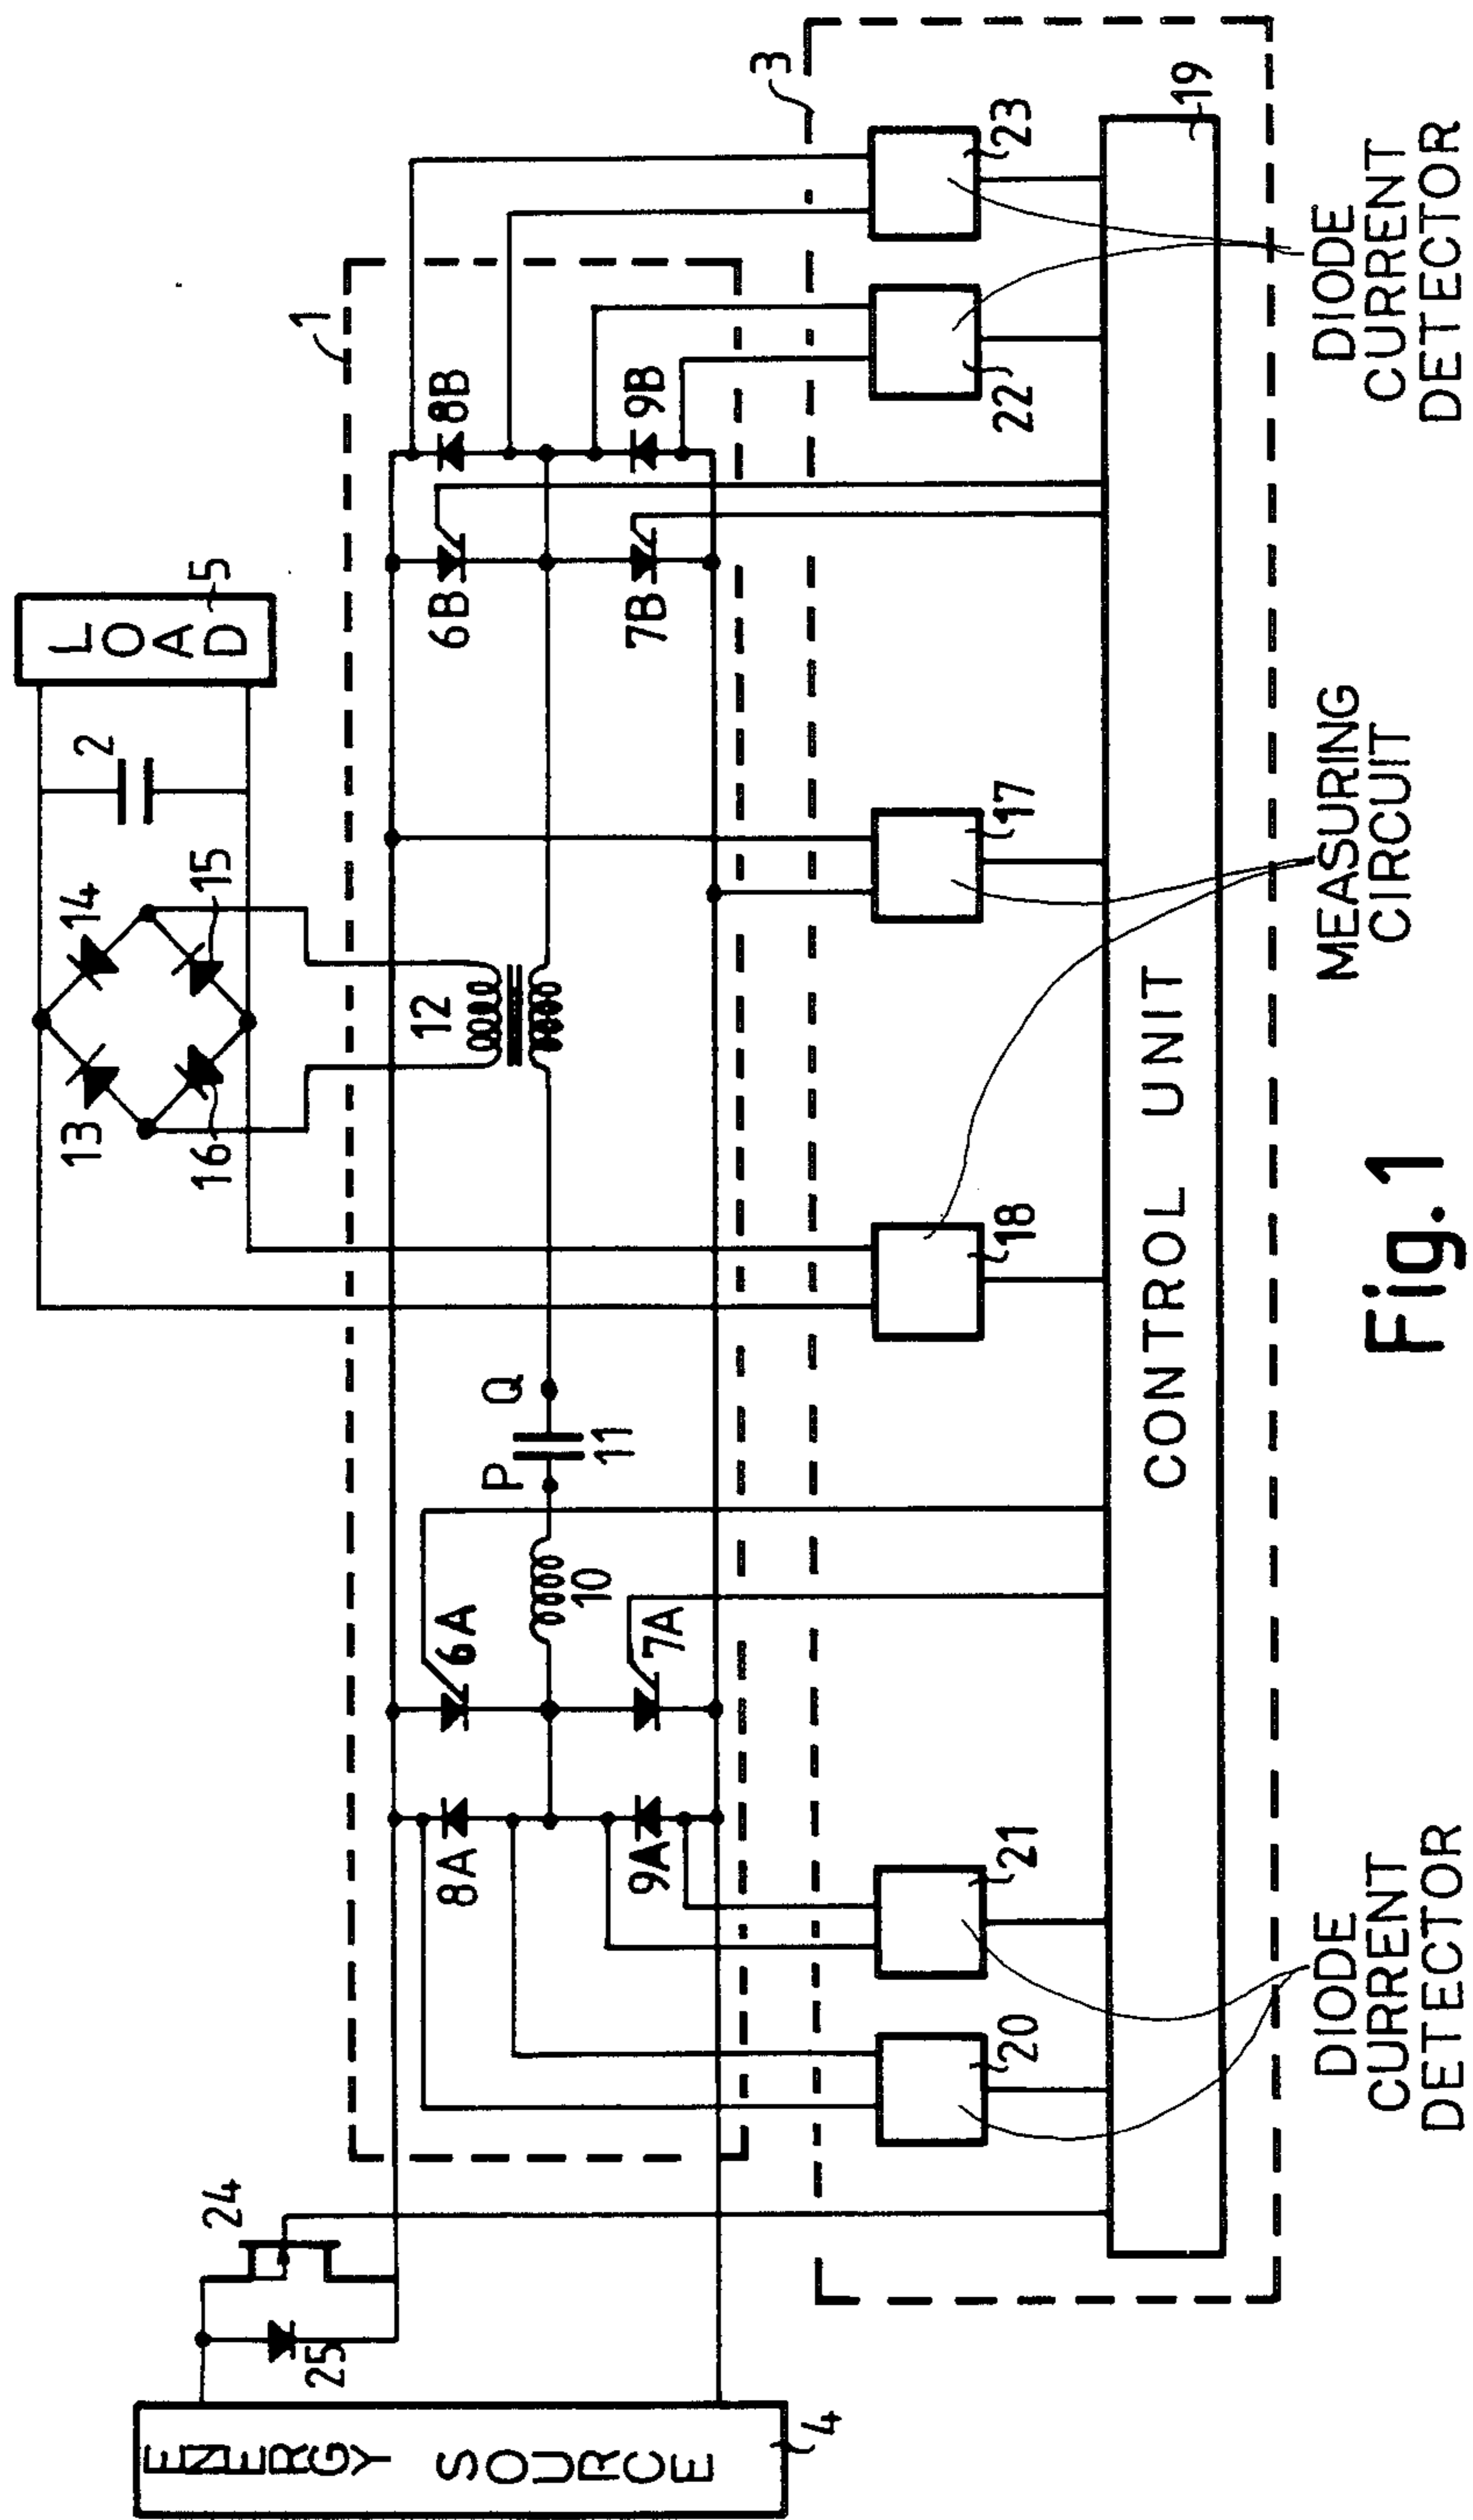 LOAD
5
2
14
15
13
16
24
25
ENERGY SOURCE
4
1
12
8A
6A
P
Q
6B
8B
10
11
9A
7A
7B
9B
3
20
21
18
17
22
23
CONTROL UNIT
19
DIODE
CURRENT
DETECTOR
MEASURING
CIRCUIT
DIODE
CURRENT
DETECTOR
Fig. 1